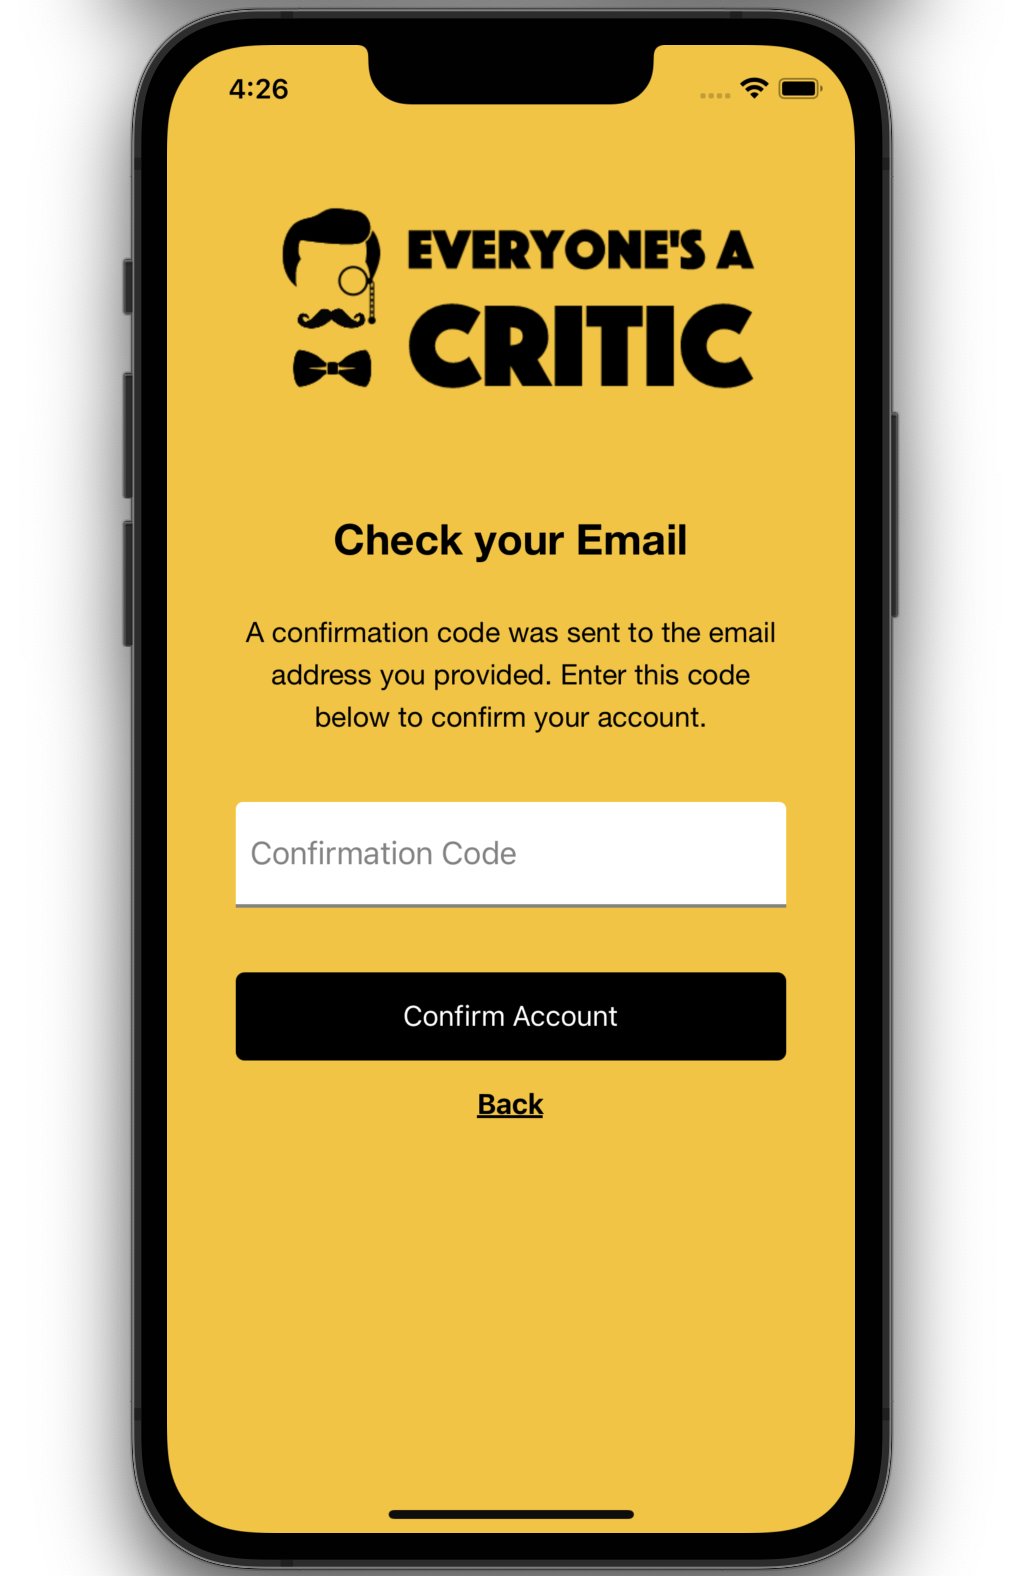 4:26
EVERYONE'S A
CRITIC
Check your Email
A confirmation code was sent to the email
address you provided. Enter this code
below to confirm your account.
Confirmation Code
Confirm Account
Back